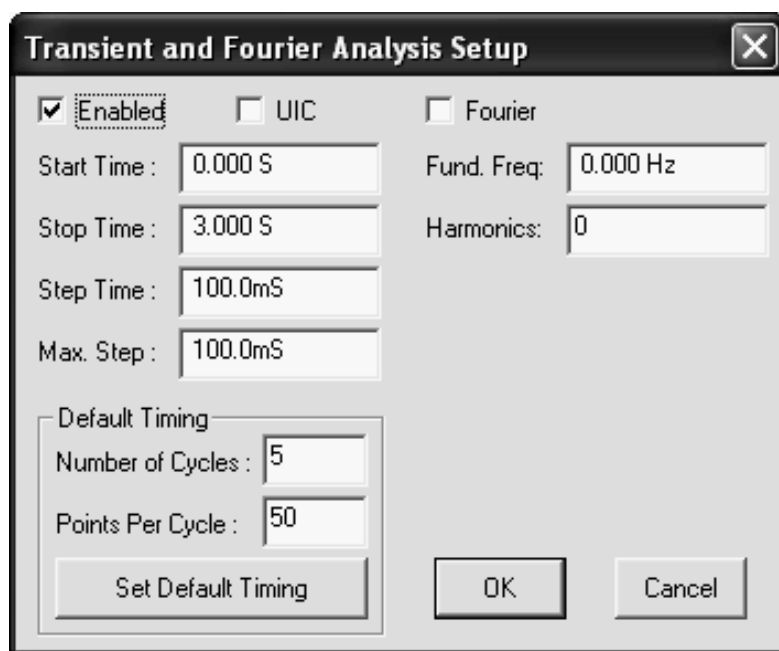 Transient and Fourier Analysis Setup
Enabled UIC Fourier
Start Time : 0.000 S Fund. Freq: 0.000 Hz
Stop Time : 3.000 S Harmonics: 0
Step Time : 100.0mS
Max. Step : 100.0mS
Default Timing
Number of Cycles : 5
Points Per Cycle : 50
Set Default Timing OK Cancel